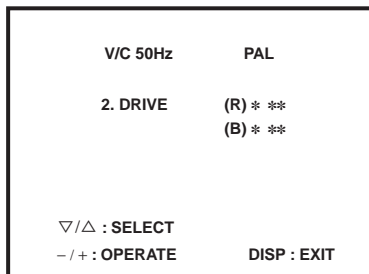 V/C 50Hz PAL
2. DRIVE (R) * **
(B) * **
▽/△ : SELECT
− / + : OPERATE DISP : EXIT